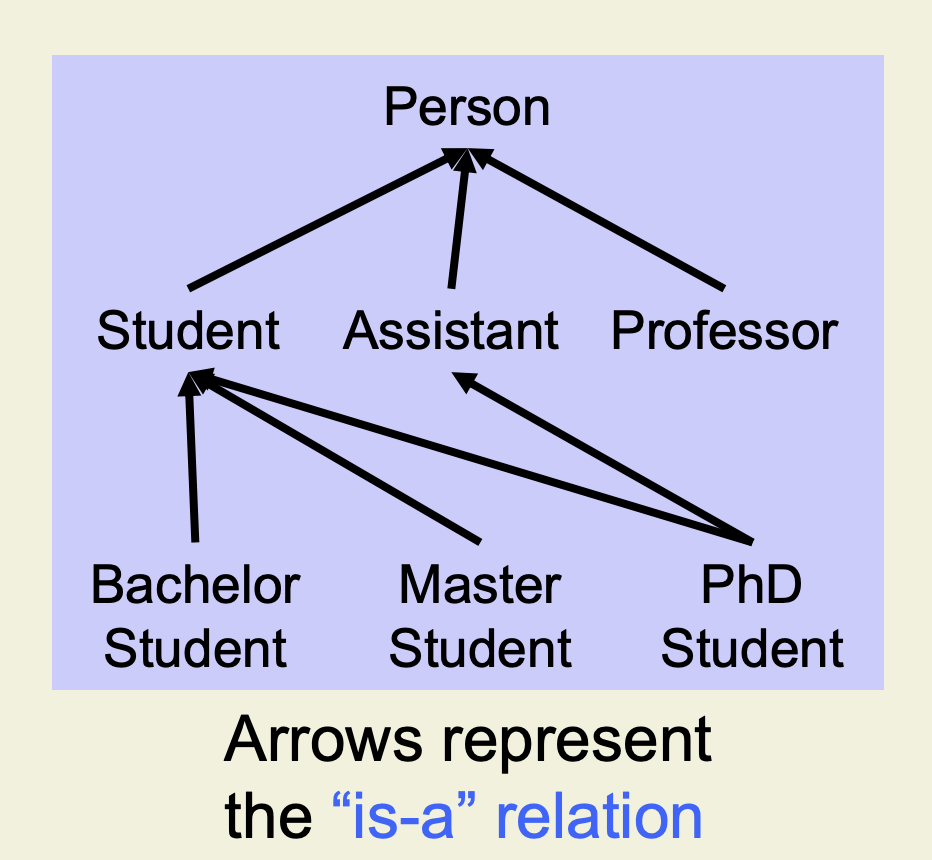 Person
Student Assistant Professor
Bachelor Master PhD
Student Student Student
Arrows represent
the “is-a” relation